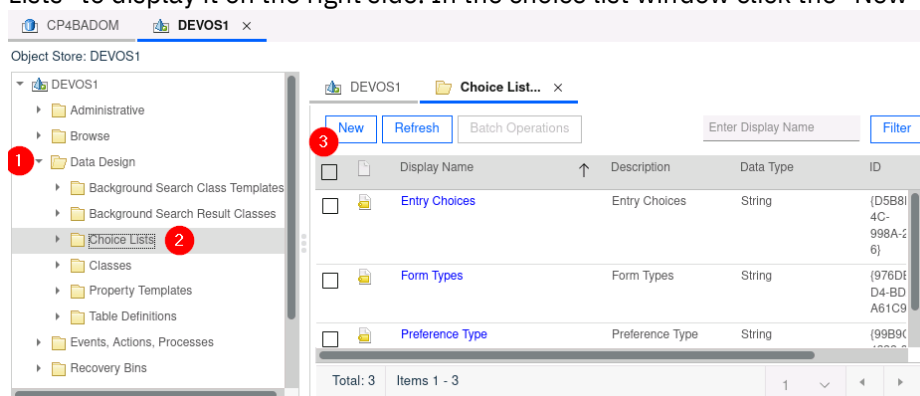 Lists" to display it on the right side. In the choice list window click the "New"
CP4BADOM DEVOS1 ×
Object Store: DEVOS1
DEVOS1
Administrative
Browse
1 Data Design
Background Search Class Templates
Background Search Result Classes
Choice Lists 2
Classes
Property Templates
Table Definitions
Events, Actions, Processes
Recovery Bins
DEVOS1 Choice List... ×
New Refresh Batch Operations Enter Display Name Filter
3
Display Name ↑ Description Data Type ID
Entry Choices Entry Choices String {D5B8
4C-
998A-2
6}
Form Types Form Types String {976DE
D4-BD
A61C9
Preference Type Preference Type String {99B9
Total: 3 Items 1 - 3 1